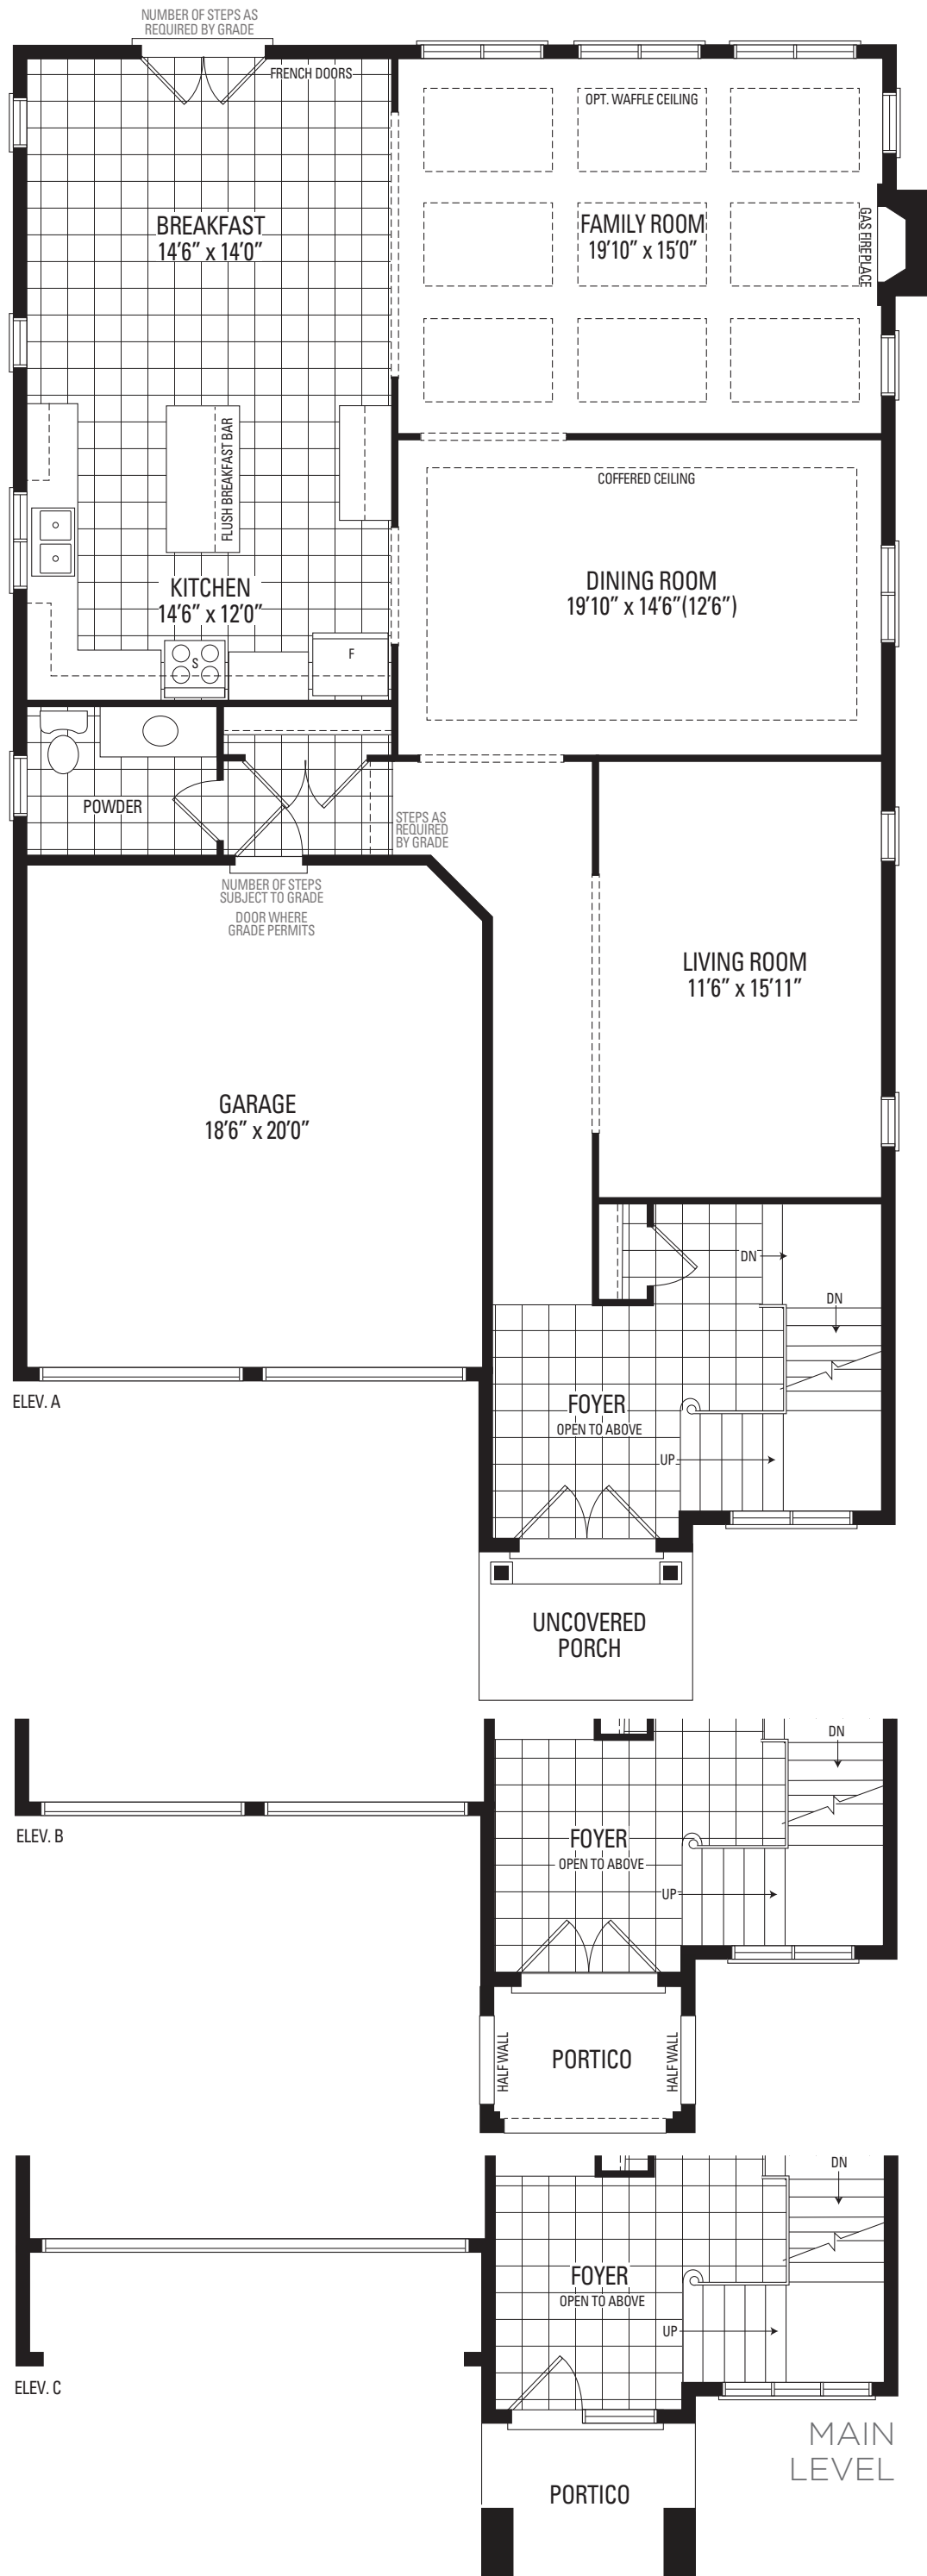 NUMBER OF STEPS AS
REQUIRED BY GRADE
FRENCH DOORS
OPT. WAFFLE CEILING
BREAKFAST
14'6" x 14'0"
FAMILY ROOM
19'10" x 15'0"
GAS FIREPLACE
FLUSH BREAKFAST BAR
COFFERED CEILING
KITCHEN
14'6" x 12'0"
DINING ROOM
19'10" x 14'6"(12'6")
S
F
POWDER
STEPS AS
REQUIRED
BY GRADE
NUMBER OF STEPS
SUBJECT TO GRADE
DOOR WHERE
GRADE PERMITS
LIVING ROOM
11'6" x 15'11"
GARAGE
18'6" x 20'0"
DN
DN
ELEV. A
FOYER
OPEN TO ABOVE
UP
UNCOVERED
PORCH
DN
ELEV. B
FOYER
OPEN TO ABOVE
UP
HALF WALL
PORTICO
HALF WALL
DN
FOYER
OPEN TO ABOVE
UP
ELEV. C
MAIN
LEVEL
PORTICO